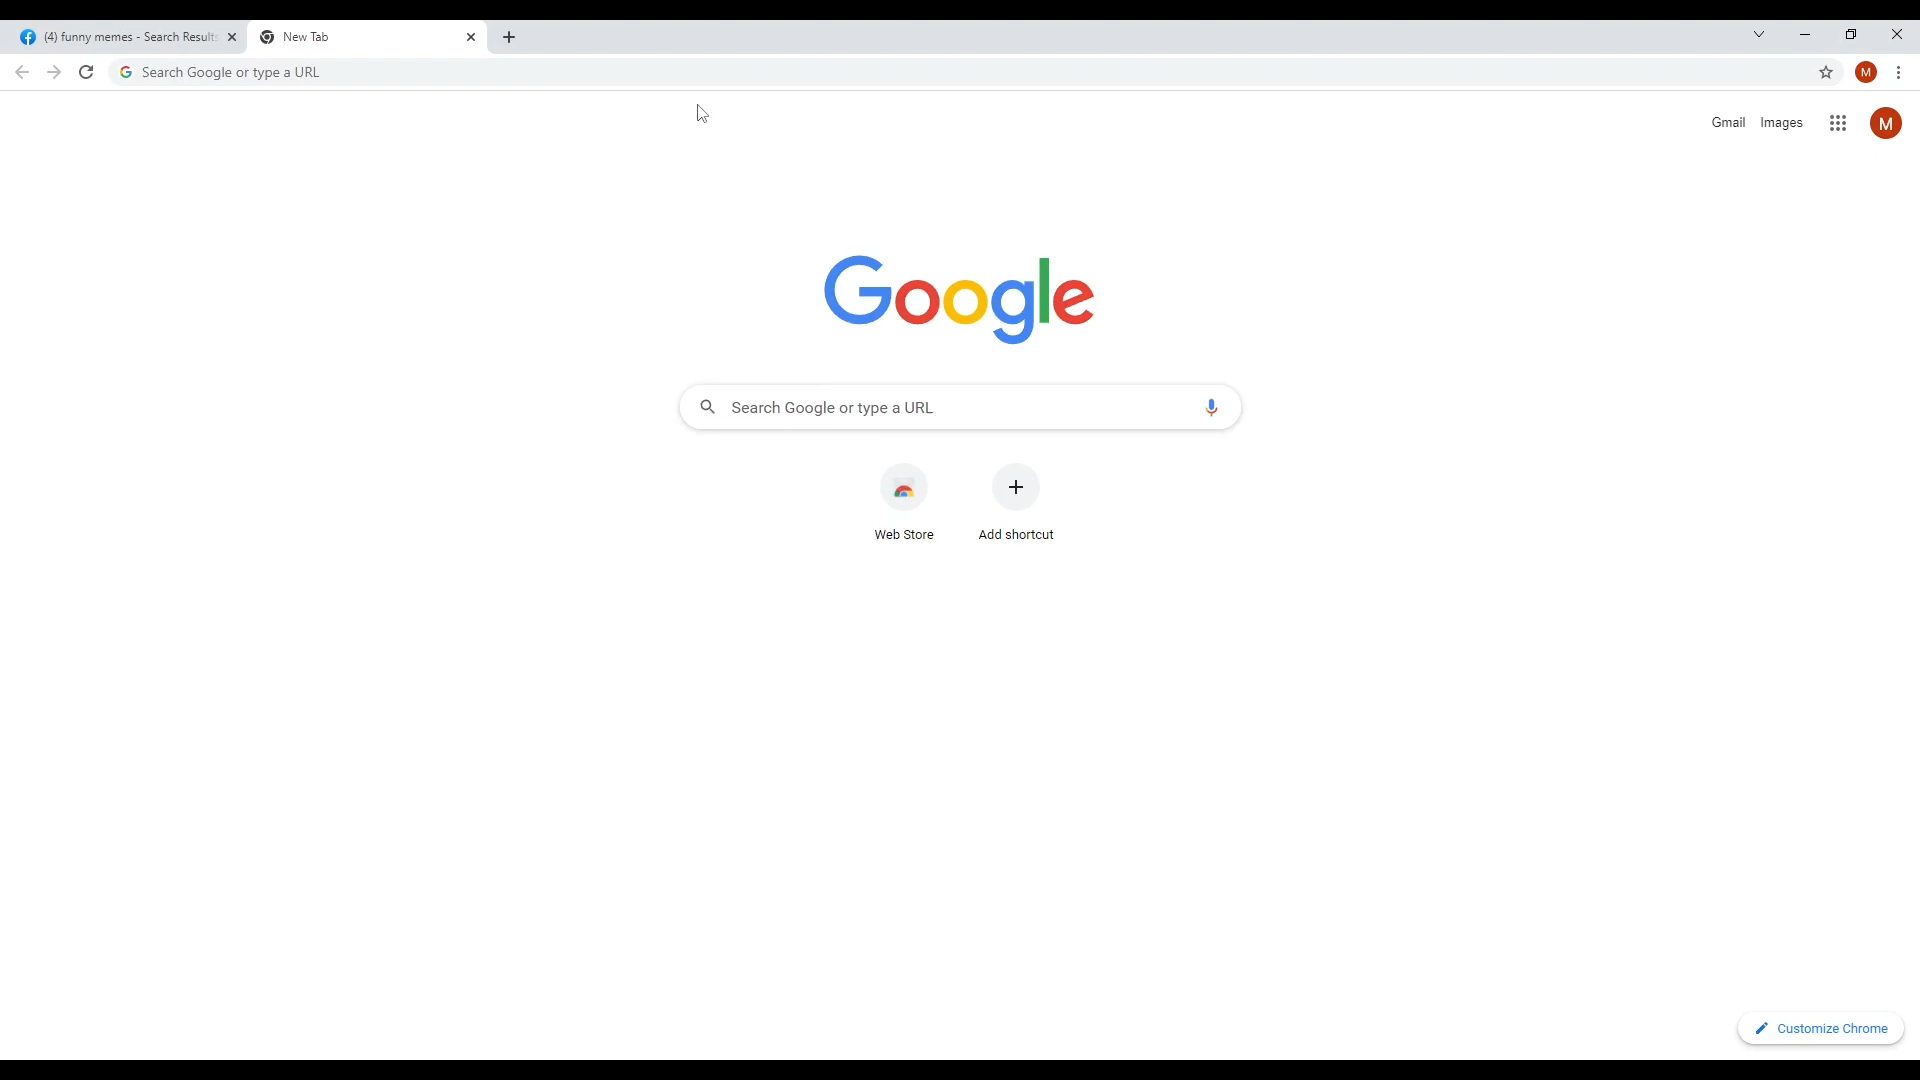 (4) funny memes - Search Results
New Tab
Search Google or type a URL
M
Gmail
Images
M
Google
Search Google or type a URL
Web Store
Add shortcut
Customize Chrome